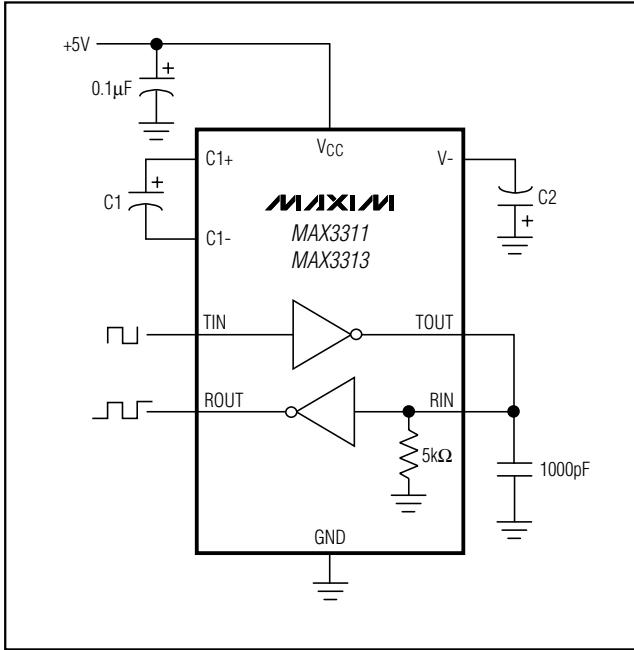 +5V
+
0.1µF
VCC
C1+
V-
+
C1
C2
+
C1-
MAXIM
MAX3311
MAX3313
TIN
TOUT
ROUT
RIN
5kΩ
1000pF
GND